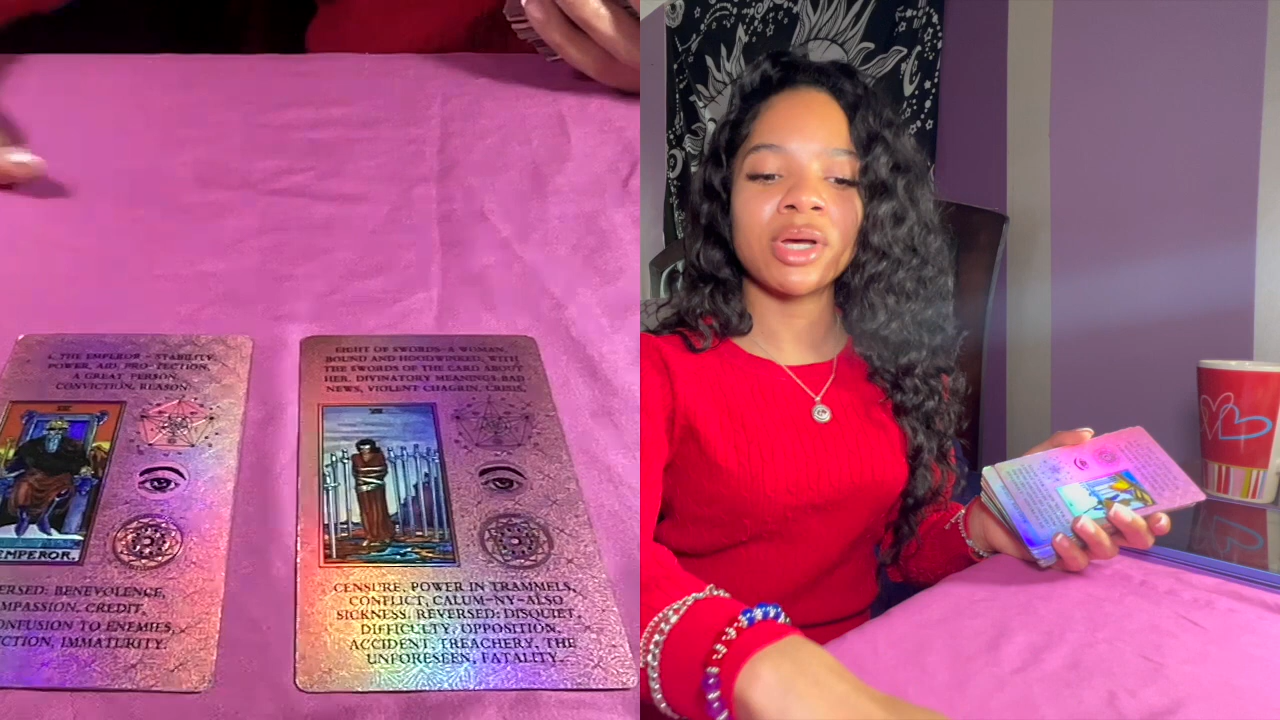 1. THE EMPEROR - STABILITY,
POWER, AID, PRO-TECTION,
A GREAT PERSON,
CONVICTION, REASON.
EMPEROR.
ERSED: BENEVOLENCE,
MPASSION, CREDIT,
ONFUSION TO ENEMIES,
CTION, IMMATURITY.
EIGHT OF SWORDS-A WOMAN,
BOUND AND HOODWINKED, WITH
THE SWORDS OF THE CARD ABOUT
HER. DIVINATORY MEANINGS BAD
NEWS, VIOLENT CHAGRIN, CRISIS,
VIII
CENSURE, POWER IN TRAMMELS,
CONFLICT, CALUM-NY-ALSO
SICKNESS. REVERSED: DISQUIET,
DIFFICULTY, OPPOSITION,
ACCIDENT, TREACHERY, THE
UNFORESEEN, FATALITY.